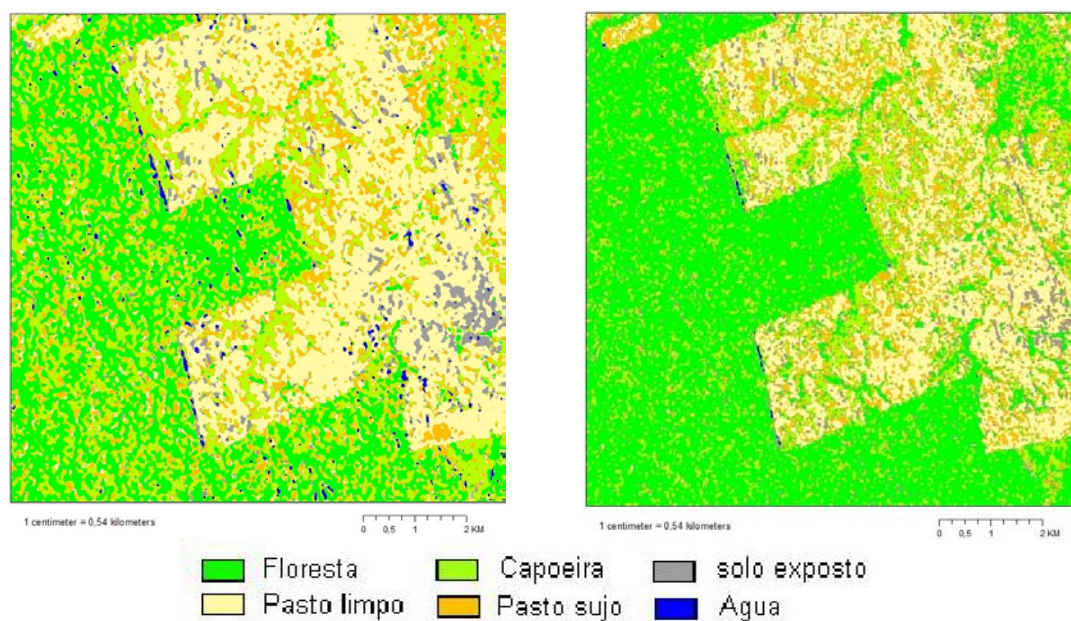 1 centimeter = 0,54 kilometers
0 0,5 1 2 KM
1 centimeter = 0,54 kilometers
0 0,5 1 2 KM
Floresta Capoeira solo exposto
Pasto limpo Pasto sujo Agua